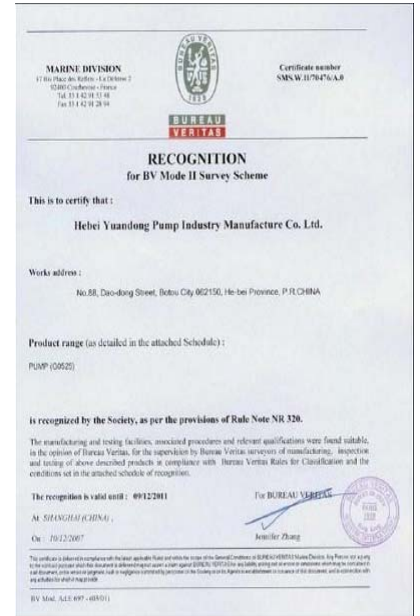 MARINE DIVISION
92400 Courbevoie - France
Certificate number
SMS.W.II/70476/A.0
BUREAU VERITAS
1828
BUREAU
VERITAS
RECOGNITION
for BV Mode II Survey Scheme
This is to certify that :
Hebei Yuandong Pump Industry Manufacture Co. Ltd.
Works address :
No.88, Dao-dong Street, Botou City 062150, He-bei Province, P.R.CHINA
Product range (as detailed in the attached Schedule) :
PUMP (G0525)
is recognized by the Society, as per the provisions of Rule Note NR 320.
The manufacturing and testing facilities, associated procedures and relevant qualifications were found suitable,
in the opinion of Bureau Veritas, for the supervision by Bureau Veritas surveyors of manufacturing, inspection
and testing of above described products in compliance with Bureau Veritas Rules for Classification and the
conditions set in the attached schedule of recognition.
The recognition is valid until : 09/12/2011
For BUREAU VERITAS
At SHANGHAI (CHINA) ,
On : 10/12/2007
Jennifer Zhang